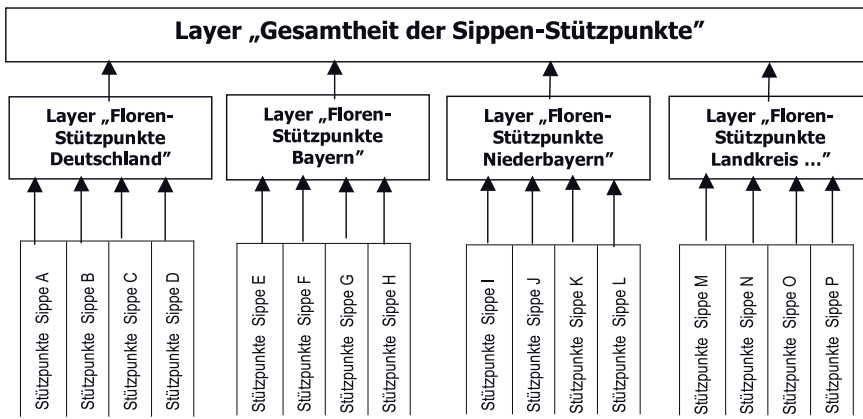 Layer „Gesamtheit der Sippen-Stützpunkte”
Layer „Floren-
Stützpunkte
Deutschland”
Layer „Floren-
Stützpunkte
Bayern”
Layer „Floren-
Stützpunkte
Niederbayern”
Layer „Floren-
Stützpunkte
Landkreis ...”
Stützpunkte Sippe A
Stützpunkte Sippe B
Stützpunkte Sippe C
Stützpunkte Sippe D
Stützpunkte Sippe E
Stützpunkte Sippe F
Stützpunkte Sippe G
Stützpunkte Sippe H
Stützpunkte Sippe I
Stützpunkte Sippe J
Stützpunkte Sippe K
Stützpunkte Sippe L
Stützpunkte Sippe M
Stützpunkte Sippe N
Stützpunkte Sippe O
Stützpunkte Sippe P